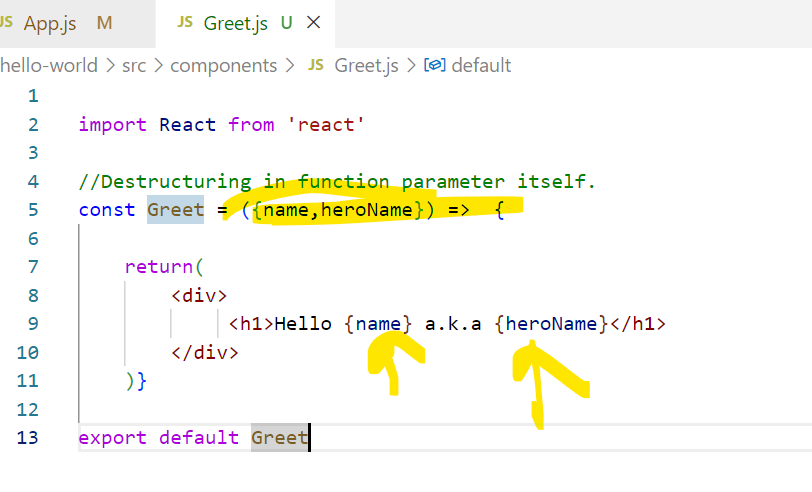 JS App.js M JS Greet.js U ×
hello-world > src > components > JS Greet.js > default
1
2 import React from 'react'
3
4 //Destructuring in function parameter itself.
5 const Greet = ({name,heroName}) => {
6
7 return(
8 <div>
9 <h1>Hello {name} a.k.a {heroName}</h1>
10 </div>
11 )}
12
13 export default Greet